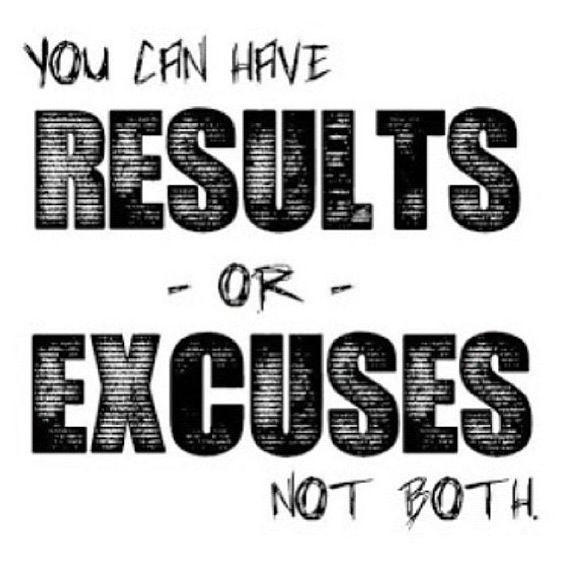 YOU CAN HAVE
RESULTS
- OR -
EXCUSES
NOT BOTH.